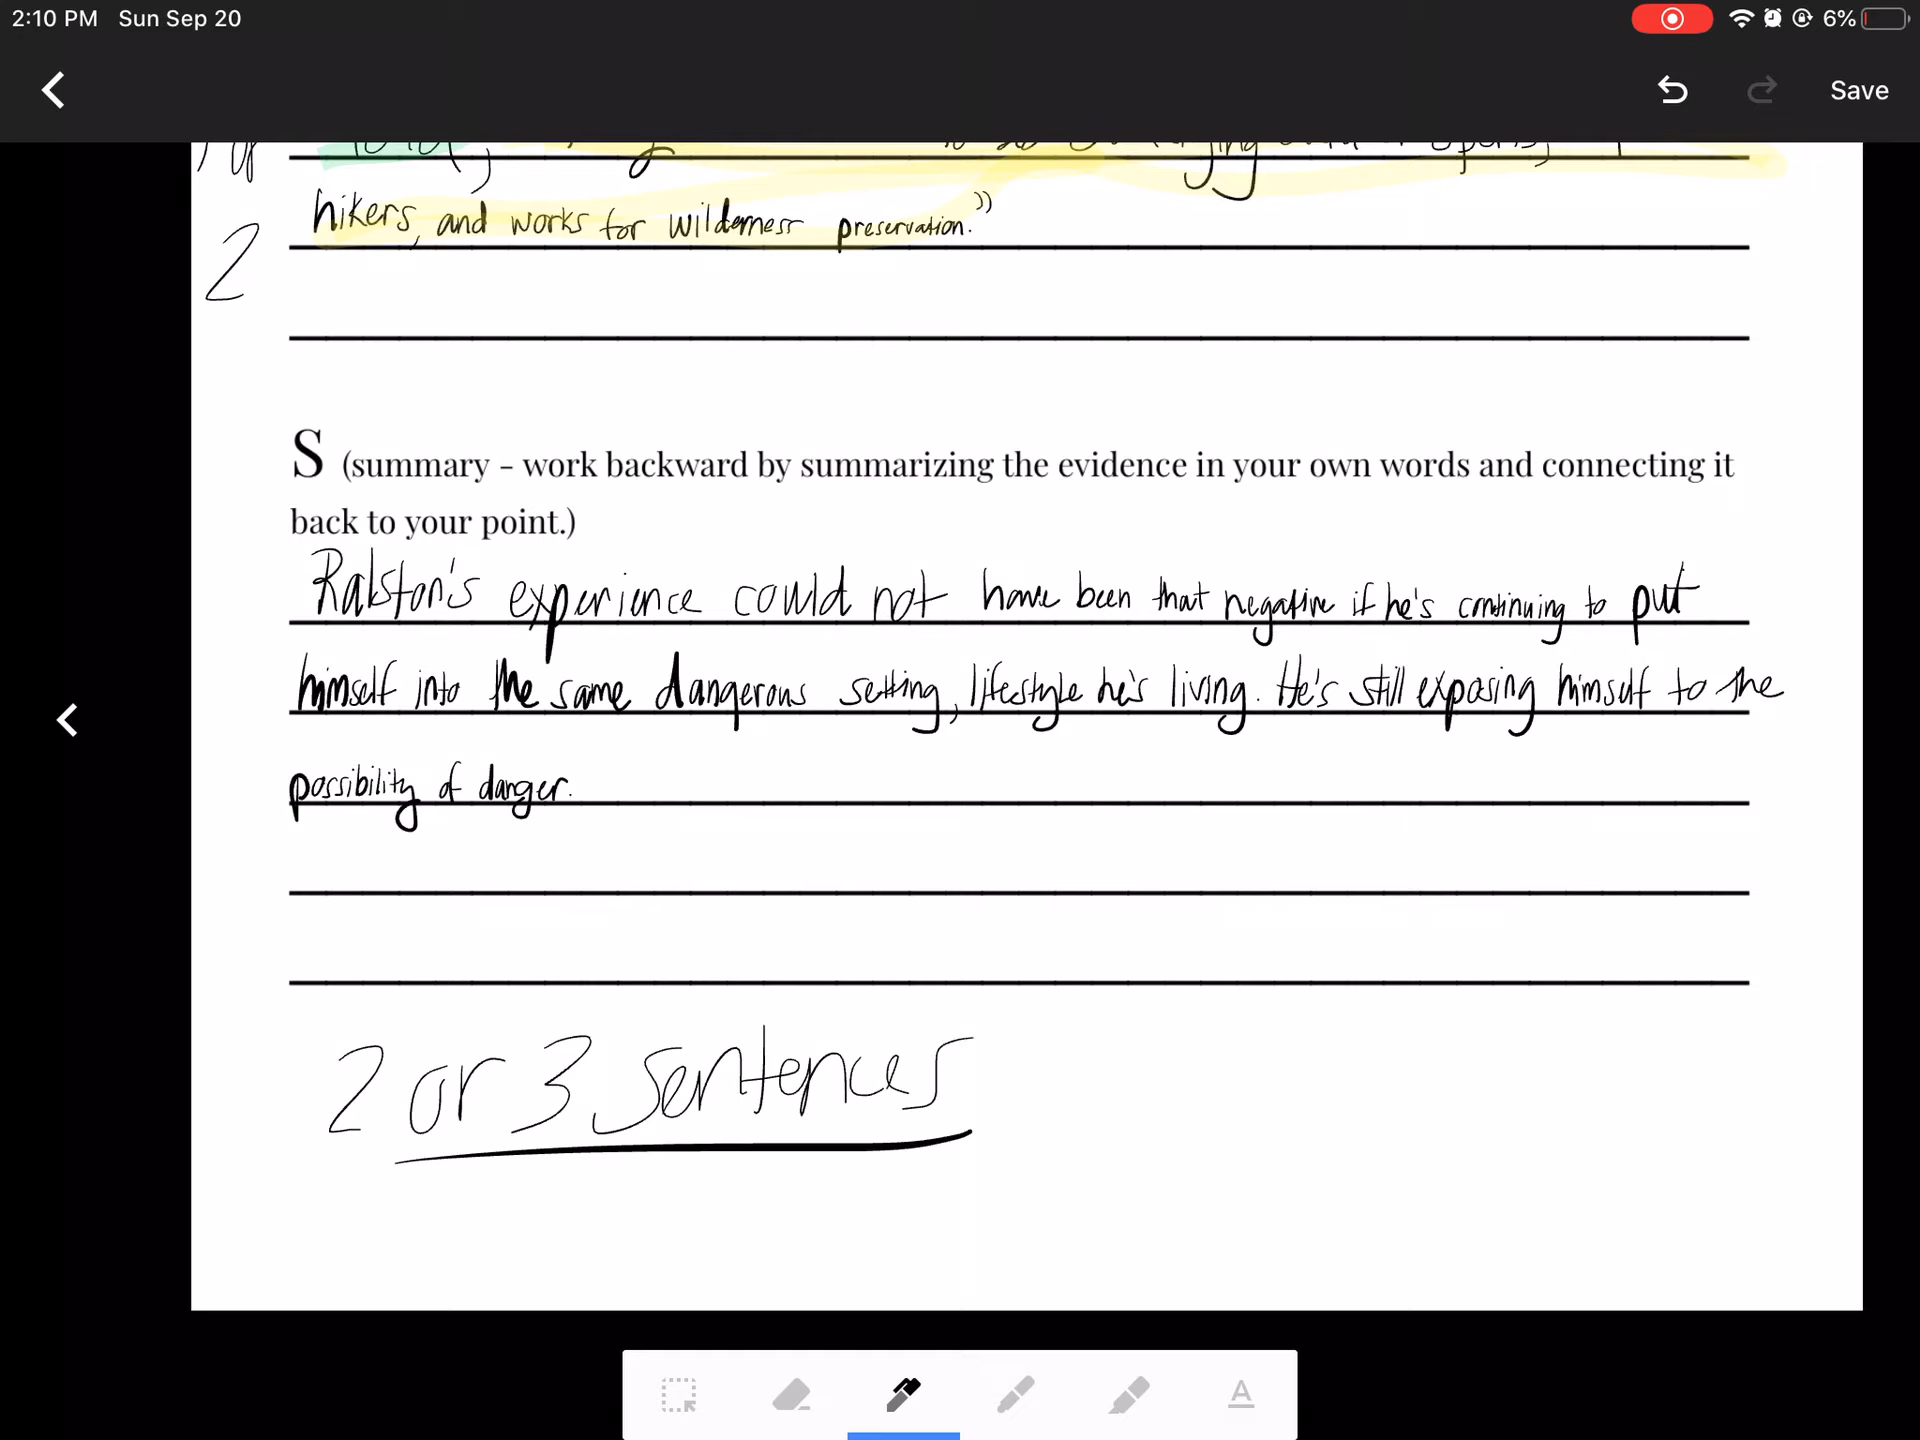 2:10 PM Sun Sep 20 6%
Save
hikers, and works for wilderness preservation."
2
S (summary – work backward by summarizing the evidence in your own words and connecting it
back to your point.)
Ralston's experience could not have been that negative if he's continuing to put
himself into the same dangerous setting, lifestyle he's living. He's still exposing himself to the
possibility of danger.
2 or 3 sentences
A